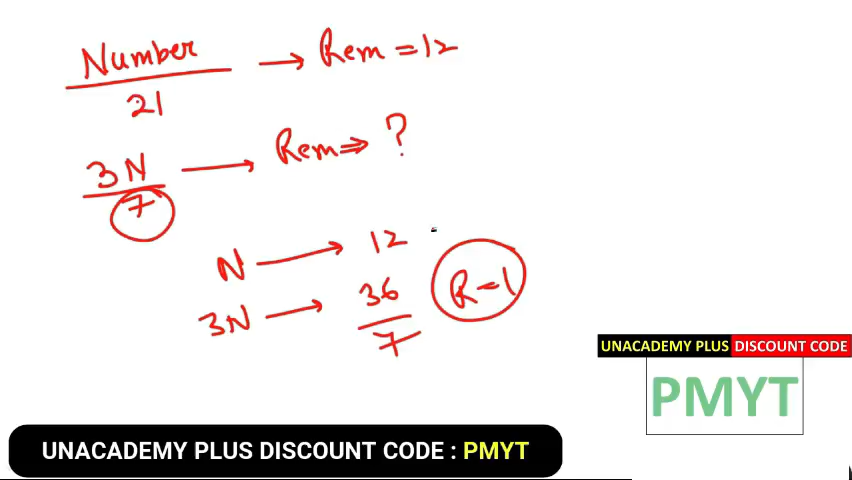 Number → Rem = 12
21
3N → Rem ⇒ ?
7
N → 12
3N → 36 R=1
7
UNACADEMY PLUS DISCOUNT CODE
PMYT
UNACADEMY PLUS DISCOUNT CODE : PMYT